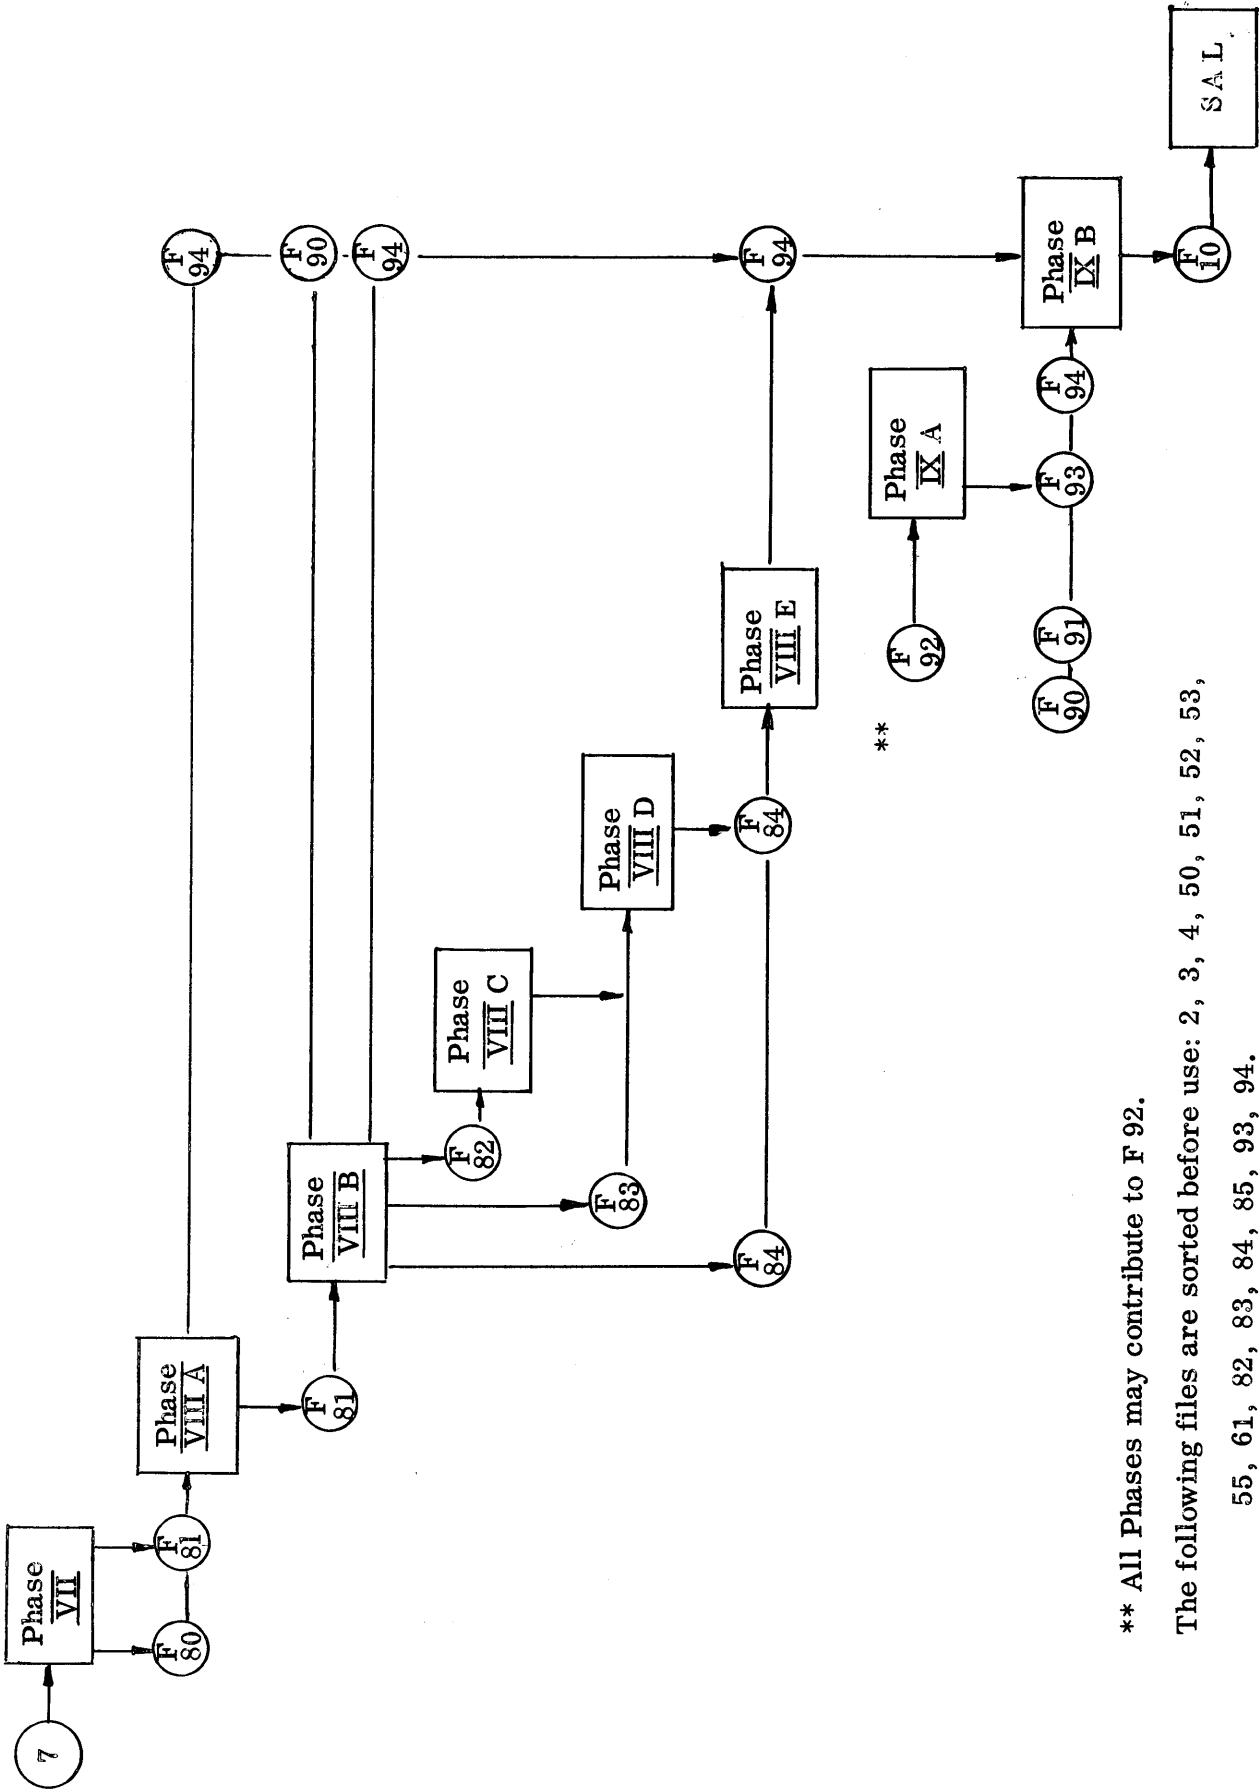 7
Phase
VII
F
80
F
81
Phase
VIII A
F
94
F
81
Phase
VIII B
F
90
F
94
F
82
Phase
VIII C
F
83
Phase
VIII D
F
84
F
84
Phase
VIII E
F
94
**
F
92
Phase
IX A
F
90
F
91
F
93
F
94
Phase
IX B
F
10
SAL
** All Phases may contribute to F 92.
The following files are sorted before use: 2, 3, 4, 50, 51, 52, 53,
55, 61, 82, 83, 84, 85, 93, 94.